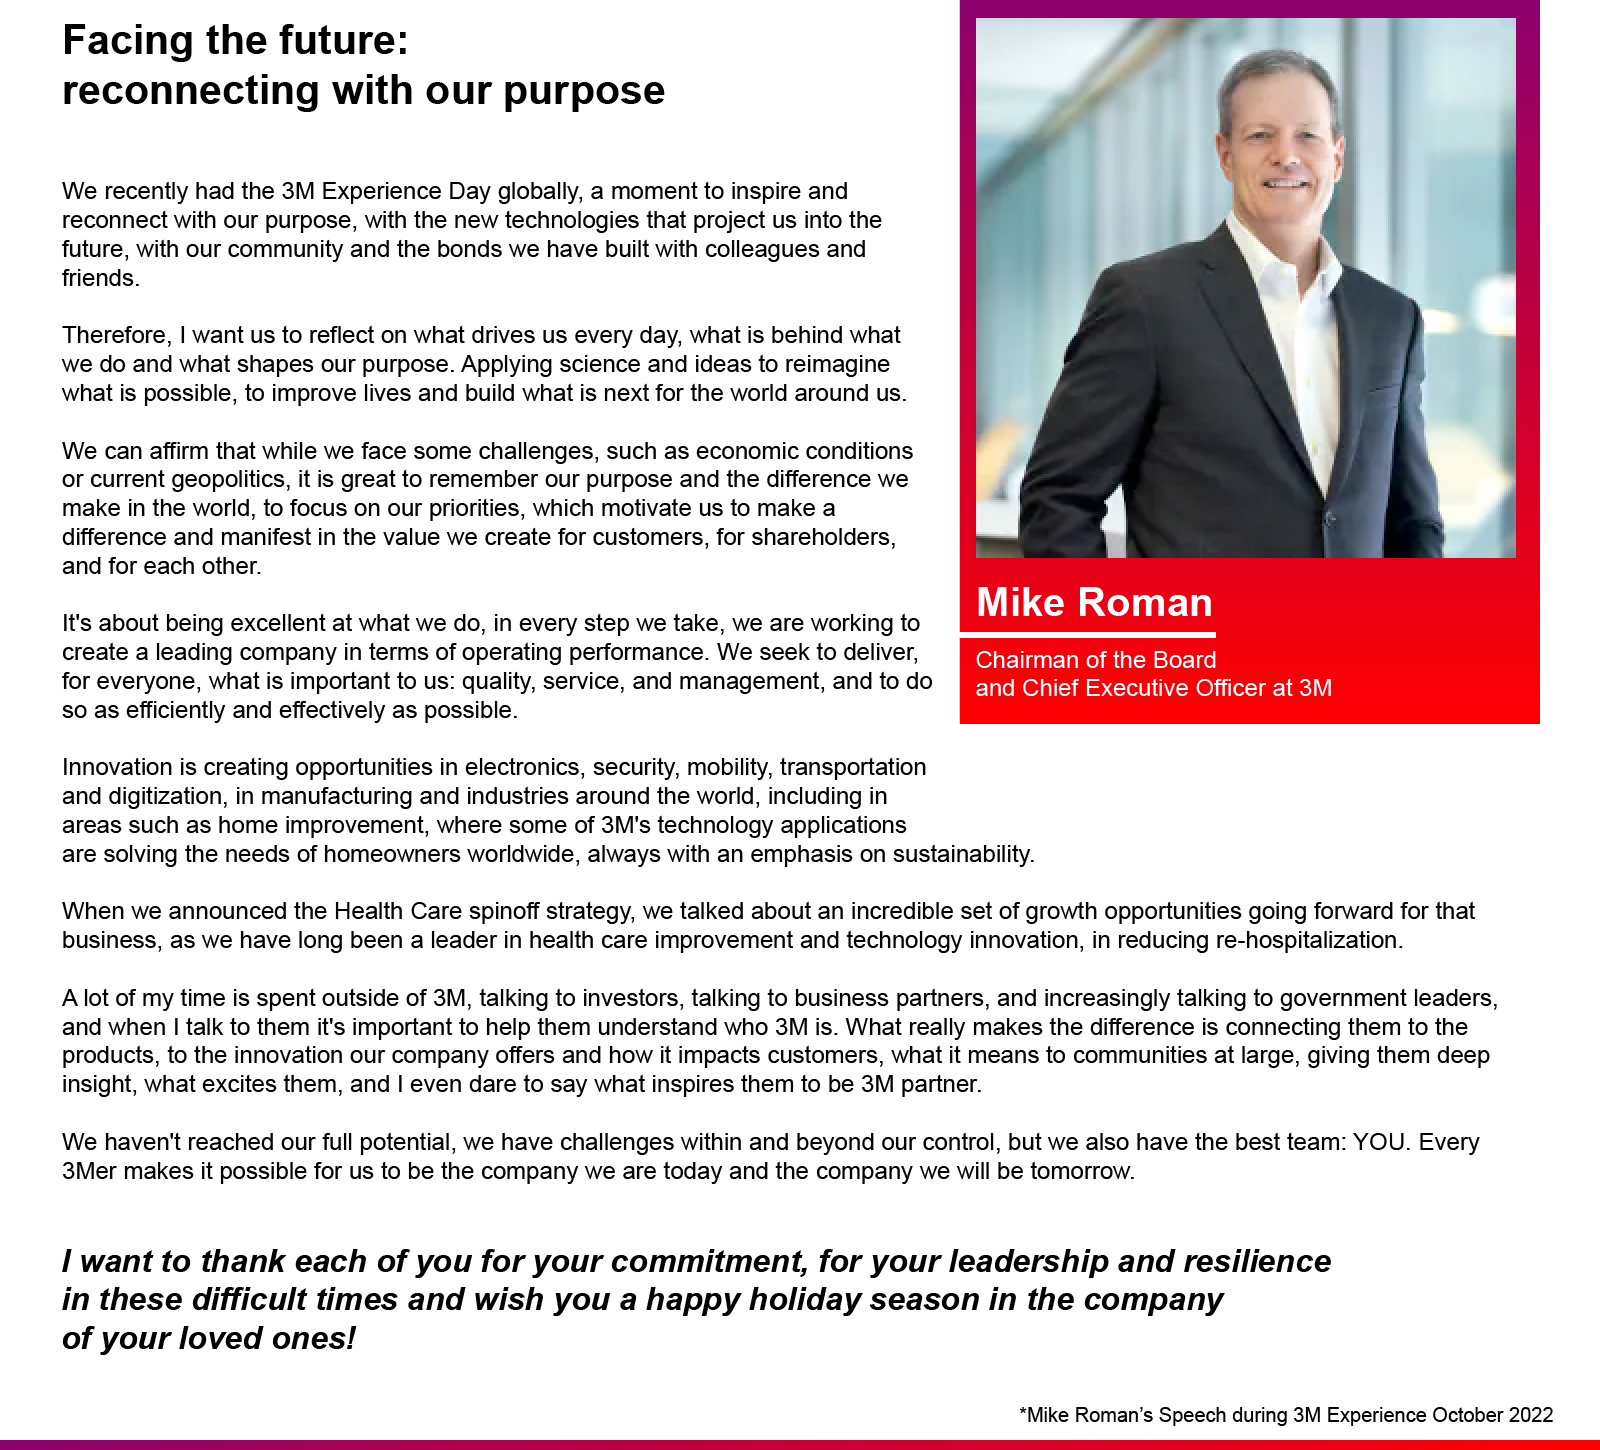 Facing the future:
reconnecting with our purpose
We recently had the 3M Experience Day globally, a moment to inspire and
reconnect with our purpose, with the new technologies that project us into the
future, with our community and the bonds we have built with colleagues and
friends.
Therefore, I want us to reflect on what drives us every day, what is behind what
we do and what shapes our purpose. Applying science and ideas to reimagine
what is possible, to improve lives and build what is next for the world around us.
We can affirm that while we face some challenges, such as economic conditions
or current geopolitics, it is great to remember our purpose and the difference we
make in the world, to focus on our priorities, which motivate us to make a
difference and manifest in the value we create for customers, for shareholders,
and for each other.
It's about being excellent at what we do, in every step we take, we are working to
create a leading company in terms of operating performance. We seek to deliver,
for everyone, what is important to us: quality, service, and management, and to do
so as efficiently and effectively as possible.
Innovation is creating opportunities in electronics, security, mobility, transportation
and digitization, in manufacturing and industries around the world, including in
areas such as home improvement, where some of 3M's technology applications
are solving the needs of homeowners worldwide, always with an emphasis on sustainability.
When we announced the Health Care spinoff strategy, we talked about an incredible set of growth opportunities going forward for that
business, as we have long been a leader in health care improvement and technology innovation, in reducing re-hospitalization.
A lot of my time is spent outside of 3M, talking to investors, talking to business partners, and increasingly talking to government leaders,
and when I talk to them it's important to help them understand who 3M is. What really makes the difference is connecting them to the
products, to the innovation our company offers and how it impacts customers, what it means to communities at large, giving them deep
insight, what excites them, and I even dare to say what inspires them to be 3M partner.
We haven't reached our full potential, we have challenges within and beyond our control, but we also have the best team: YOU. Every
3Mer makes it possible for us to be the company we are today and the company we will be tomorrow.
I want to thank each of you for your commitment, for your leadership and resilience
in these difficult times and wish you a happy holiday season in the company
of your loved ones!
Mike Roman
Chairman of the Board
and Chief Executive Officer at 3M
*Mike Roman’s Speech during 3M Experience October 2022